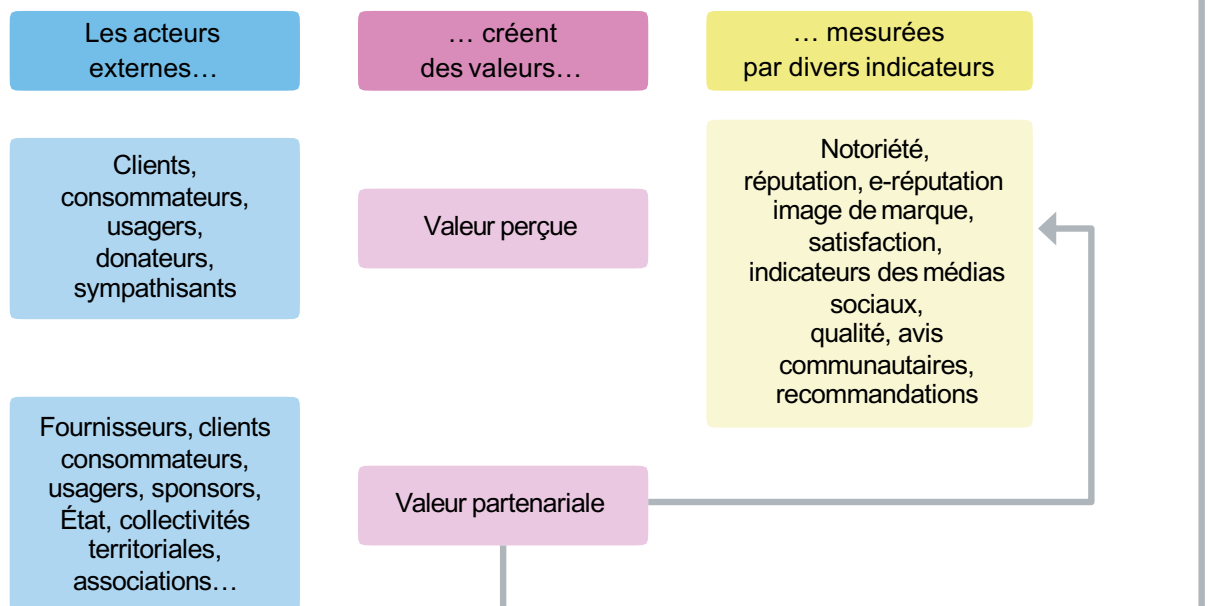 Les acteurs
externes…
… créent
des valeurs…
… mesurées
par divers indicateurs
Clients,
consommateurs,
usagers,
donateurs,
sympathisants
Valeur perçue
Notoriété,
réputation, e-réputation
image de marque,
satisfaction,
indicateurs des médias
sociaux,
qualité, avis
communautaires,
recommandations
Fournisseurs, clients
consommateurs,
usagers, sponsors,
État, collectivités
territoriales,
associations…
Valeur partenariale